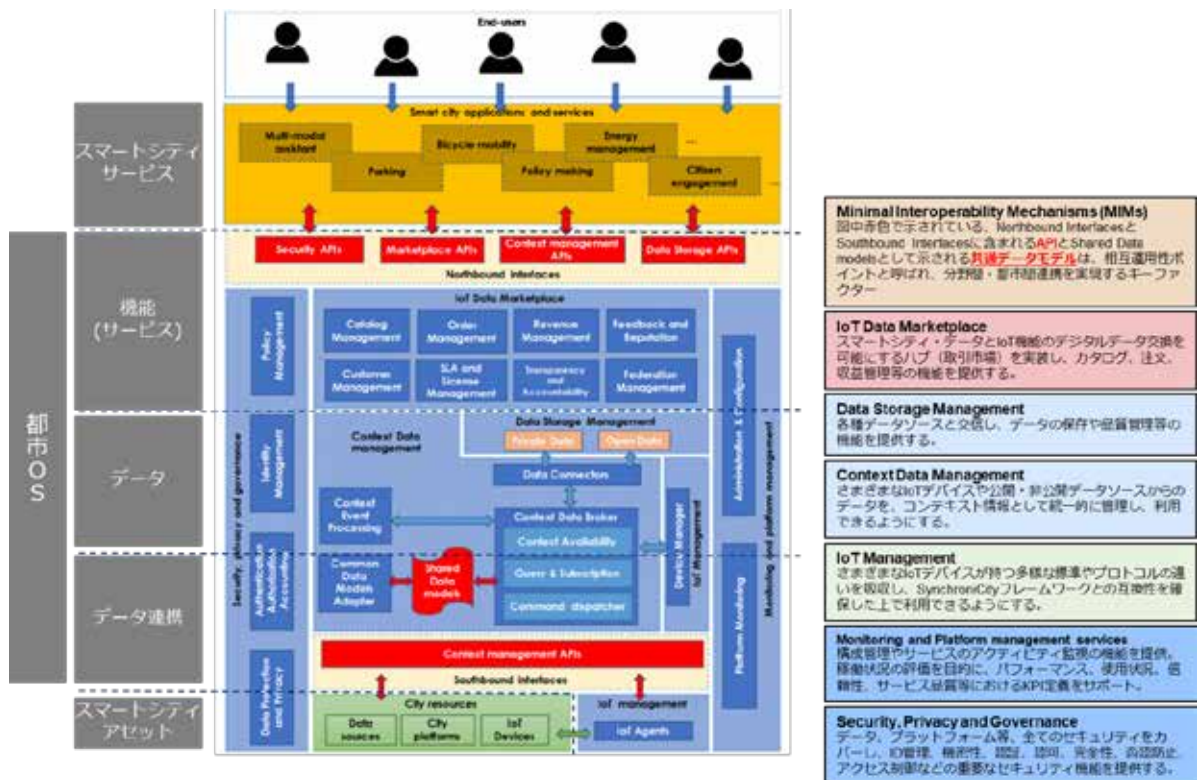 End-users
Smart city applications and services
Multi-modal
assistant
Parking
Bicycle mobility
Policy making
Energy
management
...
Citizen
engagement
...
スマートシティ
サービス
Security APIs
Marketplace APIs
Context management
APIs
Data Storage APIs
Northbound Interfaces
都市OS
機能
(サービス)
データ
データ連携
スマートシティ
アセット
Security, privacy and governance
Policy
Management
Identity
Management
Authentication
Authorization
Accounting
Data Protection
and Privacy
IoT Data Marketplace
Catalog
Management
Order
Management
Revenue
Management
Feedback and
Reputation
Customer
Management
SLA and
License
Management
Transparency and
Accountability
Federation
Management
Context Data
management
Data Storage Management
Private Data
Open Data
Data Connectors
Context
Event
Processing
Context Data Broker
Context Availability
Query & Subscription
Command dispatcher
Common
Data
Models
Adapter
Shared
Data
models
Device Manager
IoT Management
Administration & Configuration
Platform Monitoring
Monitoring and platform management
Context management APIs
Southbound Interfaces
City resources
Data
sources
City
platforms
IoT
Devices
IoT management
IoT Agents
Minimal Interoperability Mechanisms (MIMs)
図中赤色で示されている、Northbound Interfacesと
Southbound Interfacesに含まれるAPIとShared Data
modelsとして示される共通データモデルは、相互運用性ポ
イントと呼ばれ、分野間・都市間連携を実現するキーファ
クター
IoT Data Marketplace
スマートシティ・データとIoT機能のデジタルデータ交換を
可能にするハブ（取引市場）を実装し、カタログ、注文、
収益管理等の機能を提供する。
Data Storage Management
各種データソースと交信し、データの保存や品質管理等の
機能を提供する。
Context Data Management
さまざまなIoTデバイスや公開・非公開データソースからの
データを、コンテキスト情報として統一的に管理し、利用
できるようにする。
IoT Management
さまざまなIoTデバイスが持つ多様な標準やプロトコルの違
いを吸収し、SynchroniCityフレームワークとの互換性を確
保した上で利用できるようにする。
Monitoring and Platform management services
構成管理やサービスのアクティビティ監視の機能を提供。
稼働状況の評価を目的に、パフォーマンス、使用状況、信
頼性、サービス品質等におけるKPI定義をサポート。
Security, Privacy and Governance
データ、プラットフォーム等、全てのセキュリティをカ
バーし、ID管理、機密性、認証、認可、完全性、否認防止、
アクセス制御などの重要なセキュリティ機能を提供する。